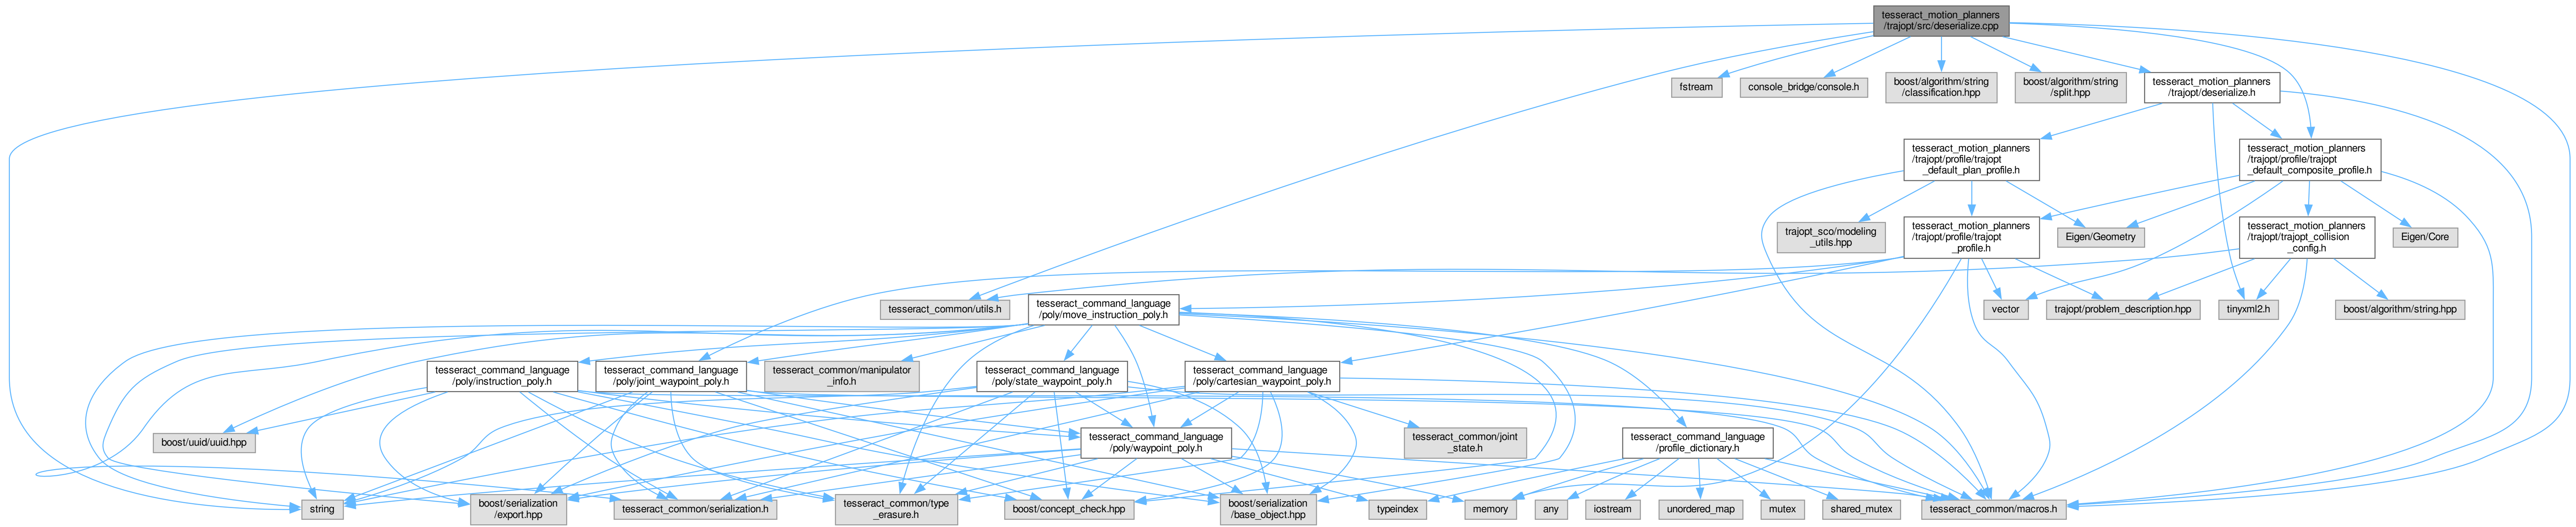 tesseract_motion_planners
/trajopt/src/deserialize.cpp
fstream
console_bridge/console.h
boost/algorithm/string
/classification.hpp
boost/algorithm/string
/split.hpp
tesseract_motion_planners
/trajopt/deserialize.h
tesseract_motion_planners
/trajopt/profile/trajopt
_default_plan_profile.h
tesseract_motion_planners
/trajopt/profile/trajopt
_default_composite_profile.h
trajopt_sco/modeling
_utils.hpp
tesseract_motion_planners
/trajopt/profile/trajopt
_profile.h
Eigen/Geometry
tesseract_motion_planners
/trajopt/trajopt_collision
_config.h
Eigen/Core
tesseract_common/utils.h
tesseract_command_language
/poly/move_instruction_poly.h
vector
trajopt/problem_description.hpp
tinyxml2.h
boost/algorithm/string.hpp
tesseract_command_language
/poly/instruction_poly.h
tesseract_command_language
/poly/joint_waypoint_poly.h
tesseract_common/manipulator
_info.h
tesseract_command_language
/poly/state_waypoint_poly.h
tesseract_command_language
/poly/cartesian_waypoint_poly.h
boost/uuid/uuid.hpp
tesseract_command_language
/poly/waypoint_poly.h
tesseract_common/joint
_state.h
tesseract_command_language
/profile_dictionary.h
string
boost/serialization
/export.hpp
tesseract_common/serialization.h
tesseract_common/type
_erasure.h
boost/concept_check.hpp
boost/serialization
/base_object.hpp
typeindex
memory
any
iostream
unordered_map
mutex
shared_mutex
tesseract_common/macros.h